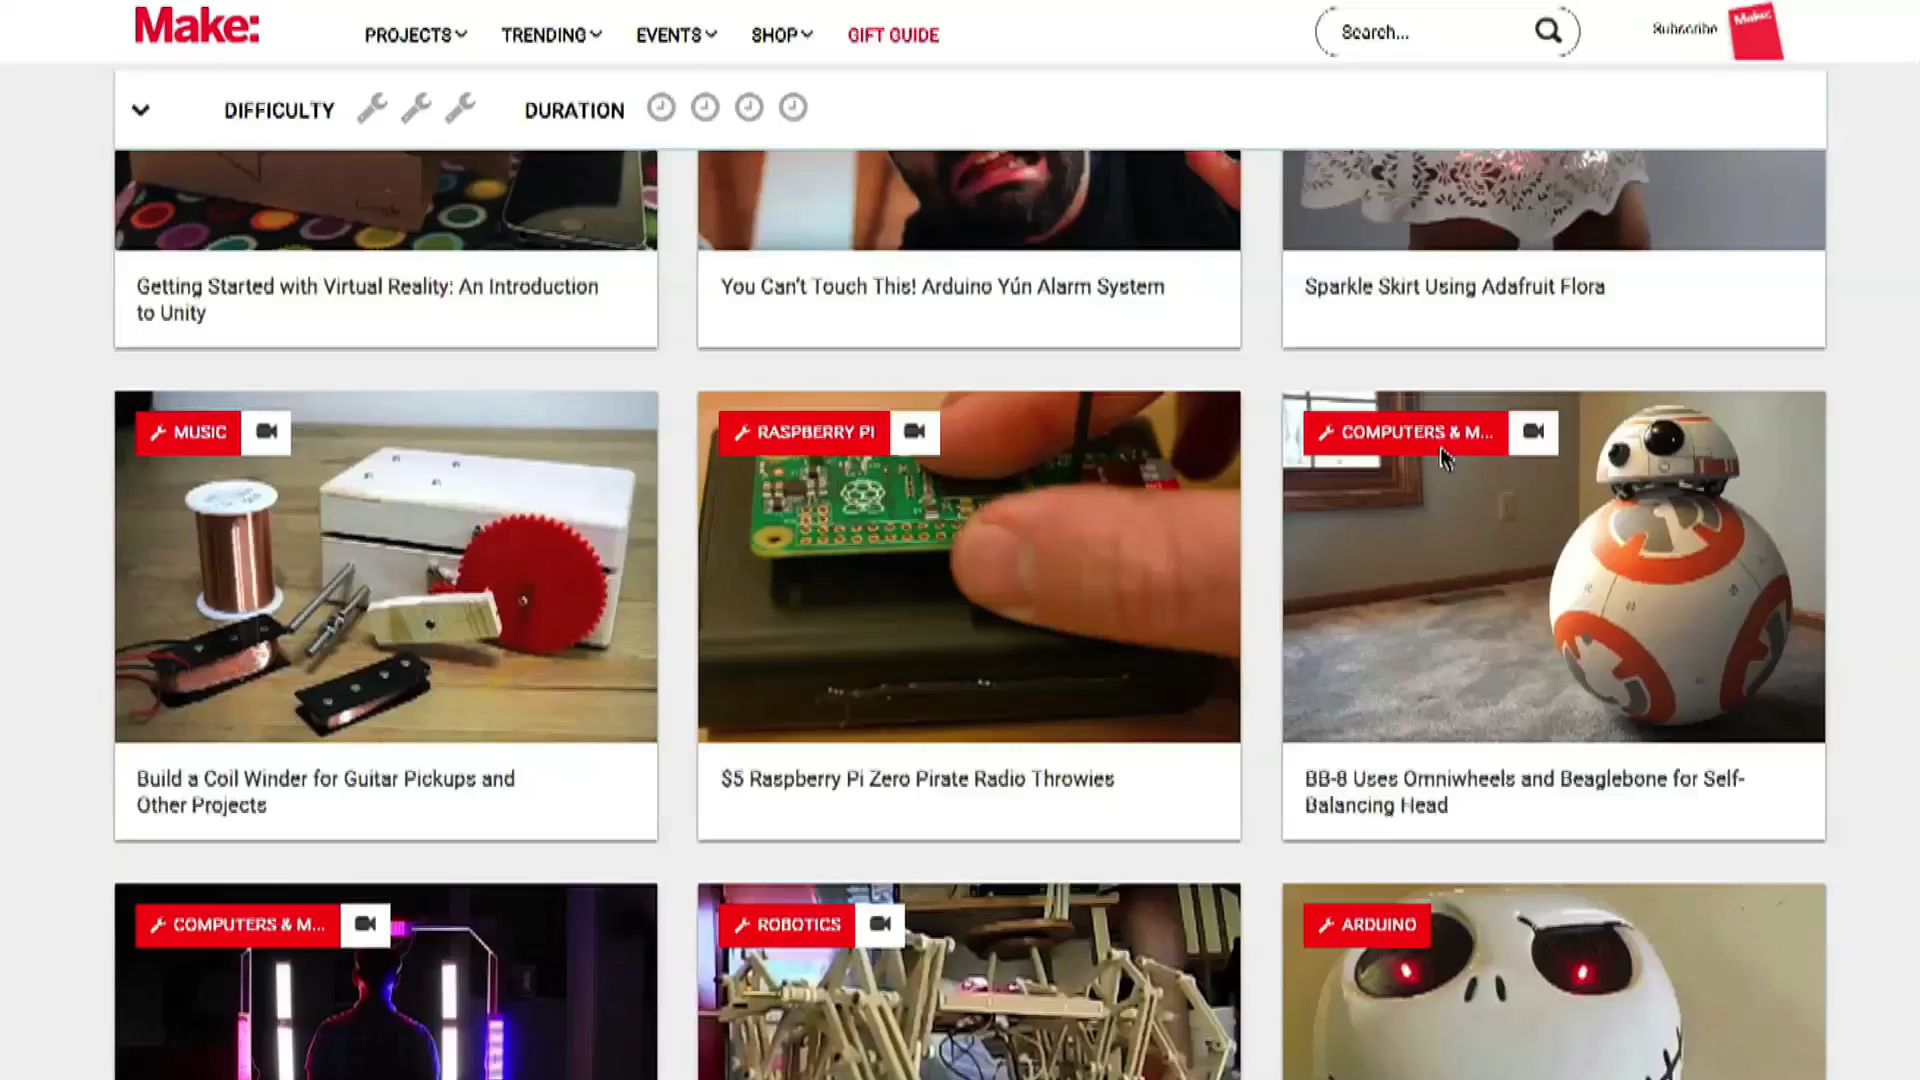 Make:
PROJECTS
TRENDING
EVENTS
SHOP
GIFT GUIDE
Search...
Subscribe
Make:
DIFFICULTY
DURATION
Google
Getting Started with Virtual Reality: An Introduction
to Unity
You Can't Touch This! Arduino Yún Alarm System
Sparkle Skirt Using Adafruit Flora
MUSIC
RASPBERRY PI
COMPUTERS & M...
Build a Coil Winder for Guitar Pickups and
Other Projects
$5 Raspberry Pi Zero Pirate Radio Throwies
BB-8 Uses Omniwheels and Beaglebone for Self-
Balancing Head
COMPUTERS & M...
ROBOTICS
ARDUINO